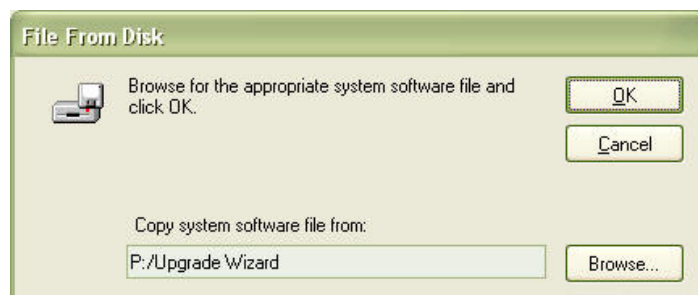 File From Disk
Browse for the appropriate system software file and
click OK.
OK
Cancel
Copy system software file from:
P:/Upgrade Wizard
Browse...